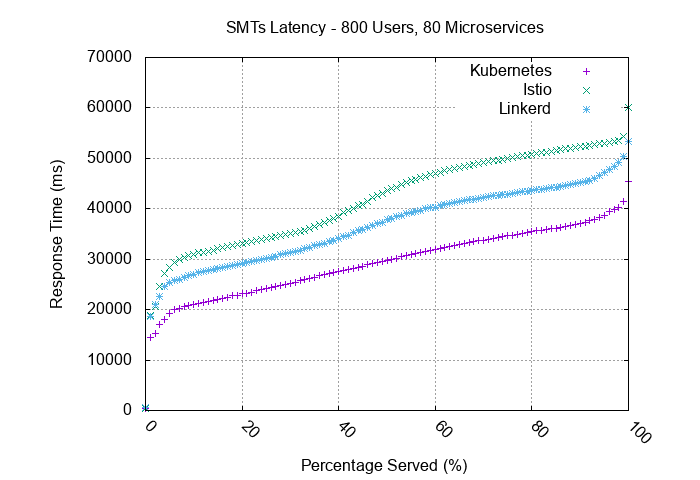 SMTs Latency - 800 Users, 80 Microservices
70000
60000
50000
40000
30000
20000
10000
0
Response Time (ms)
Kubernetes
Istio
Linkerd
0
20
40
60
80
100
Percentage Served (%)